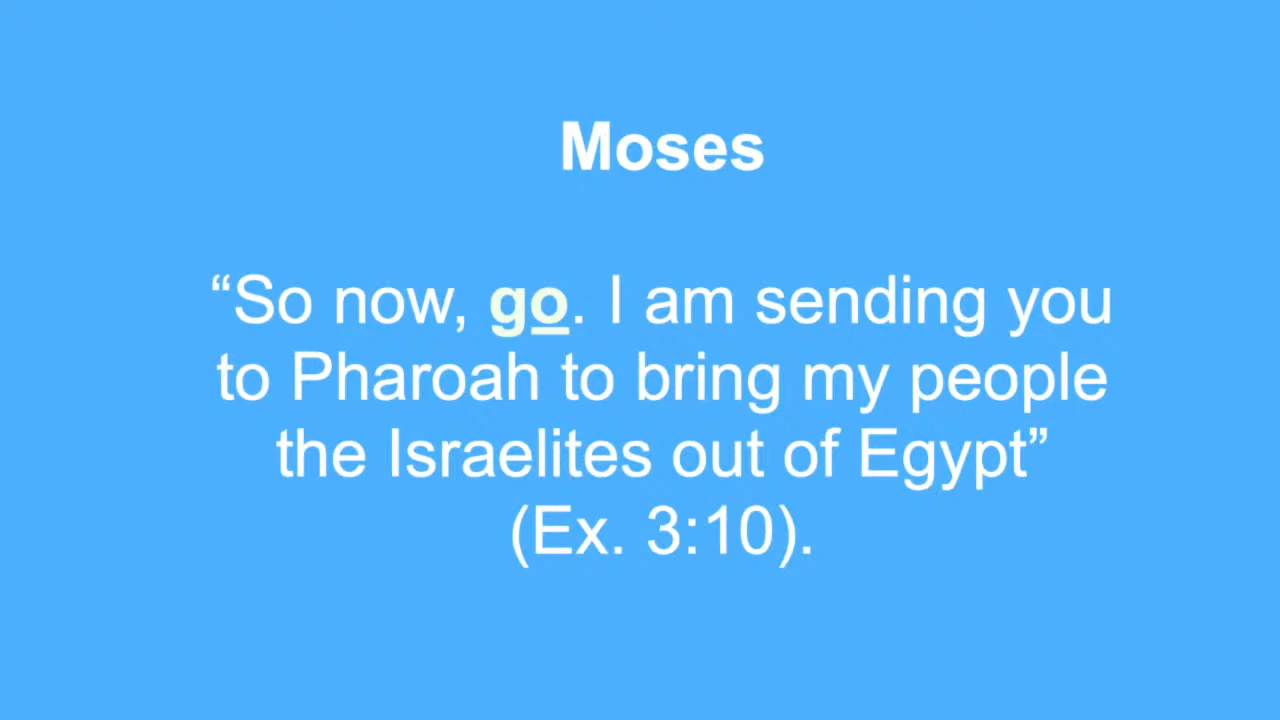 Moses
“So now, go. I am sending you
to Pharoah to bring my people
the Israelites out of Egypt”
(Ex. 3:10).